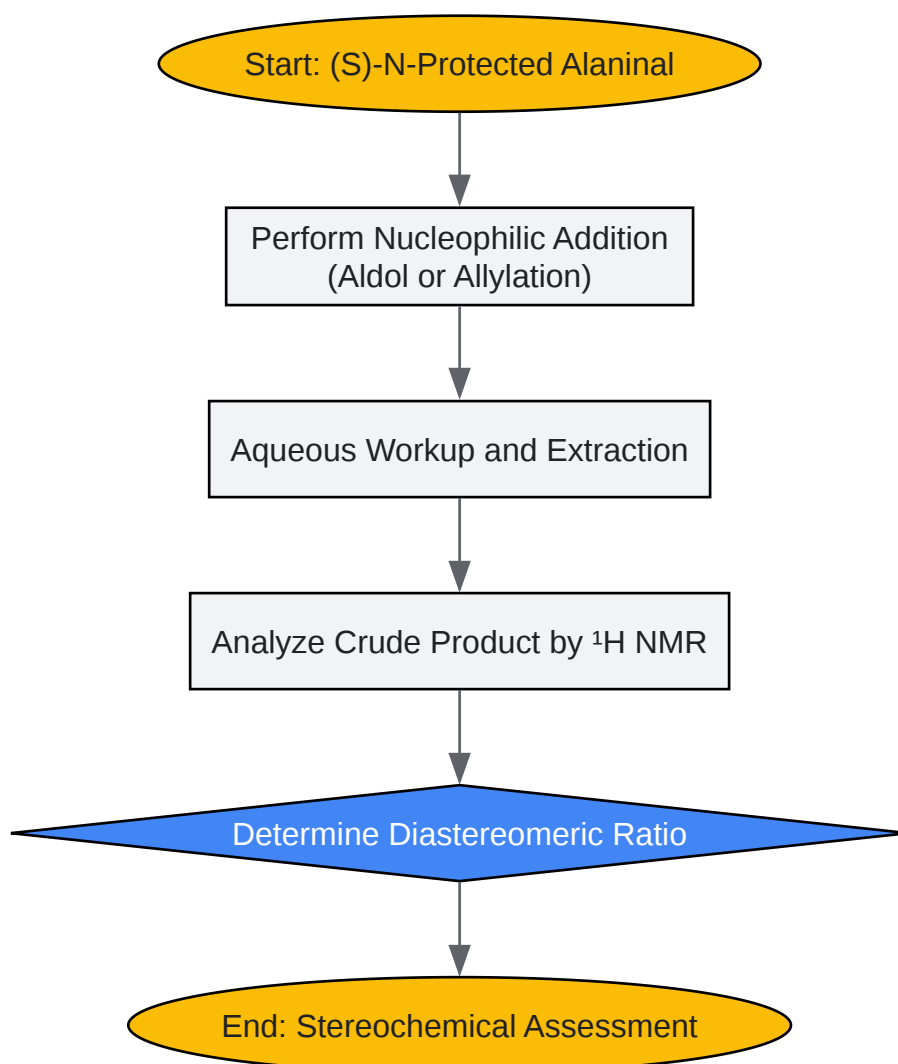 Start: (S)-N-Protected Alaninal
Perform Nucleophilic Addition
(Aldol or Allylation)
Aqueous Workup and Extraction
Analyze Crude Product by ¹H NMR
Determine Diastereomeric Ratio
End: Stereochemical Assessment